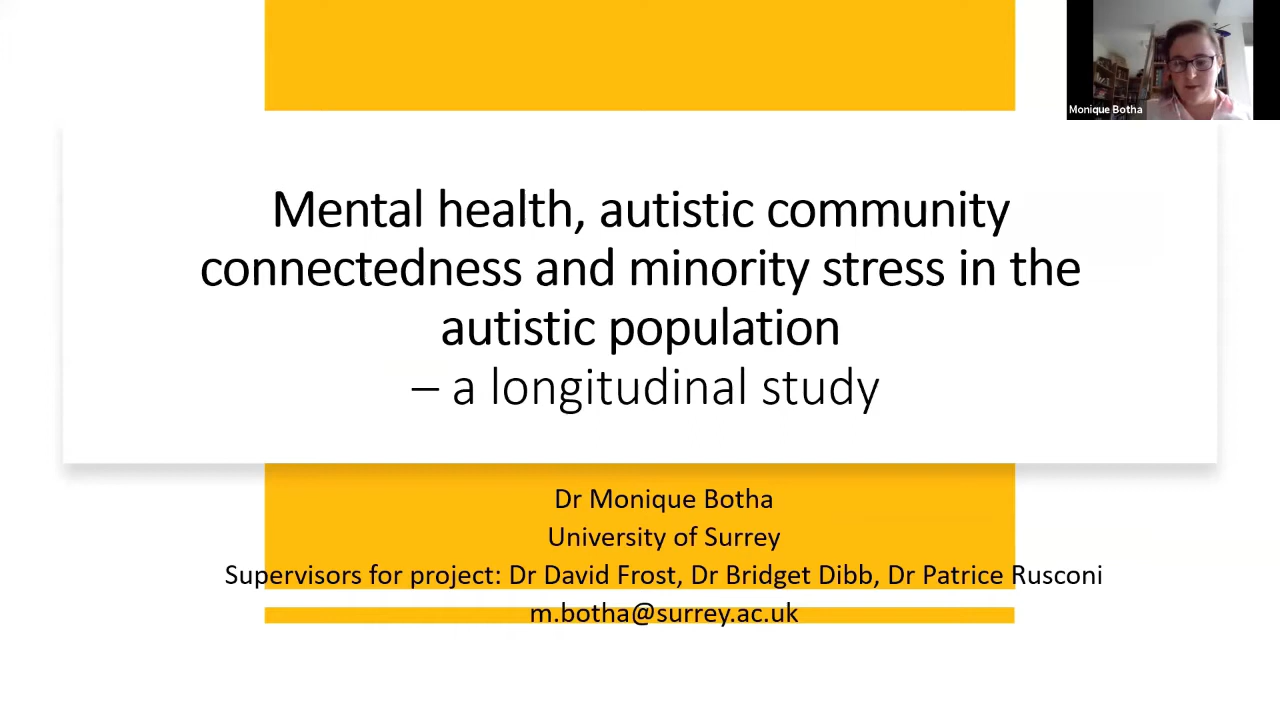 Monique Botha
Mental health, autistic community
connectedness and minority stress in the
autistic population
– a longitudinal study
Dr Monique Botha
University of Surrey
Supervisors for project: Dr David Frost, Dr Bridget Dibb, Dr Patrice Rusconi
m.botha@surrey.ac.uk